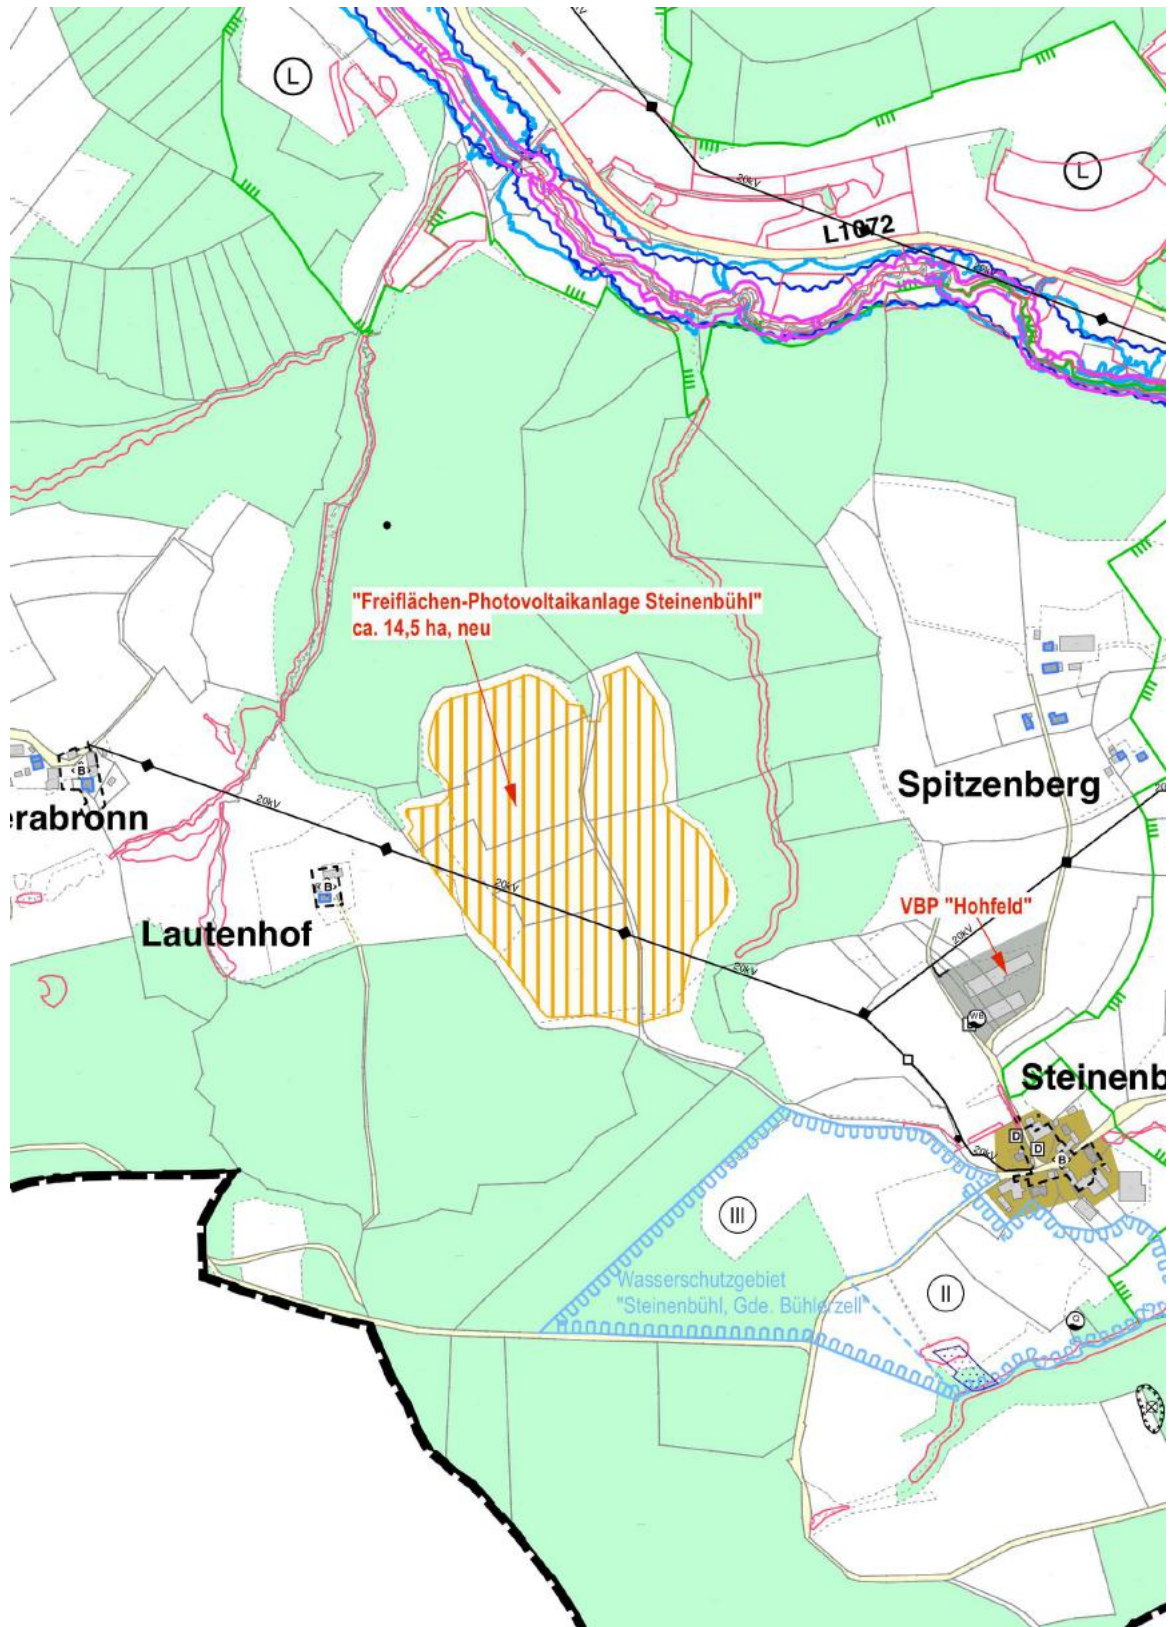 L
20kV
L
L1072
"Freiflächen-Photovoltaikanlage Steinenbühl"
ca. 14,5 ha, neu
B
Spitzenberg
erabronn
20kV
20kV
B
VBP "Hohfeld"
Lautenhof
20kV
20kV
WB
Steinenb
D
D
20kV
B
III
Wasserschutzgebiet
"Steinenbühl, Gde. Bühlerzell"
II
Q